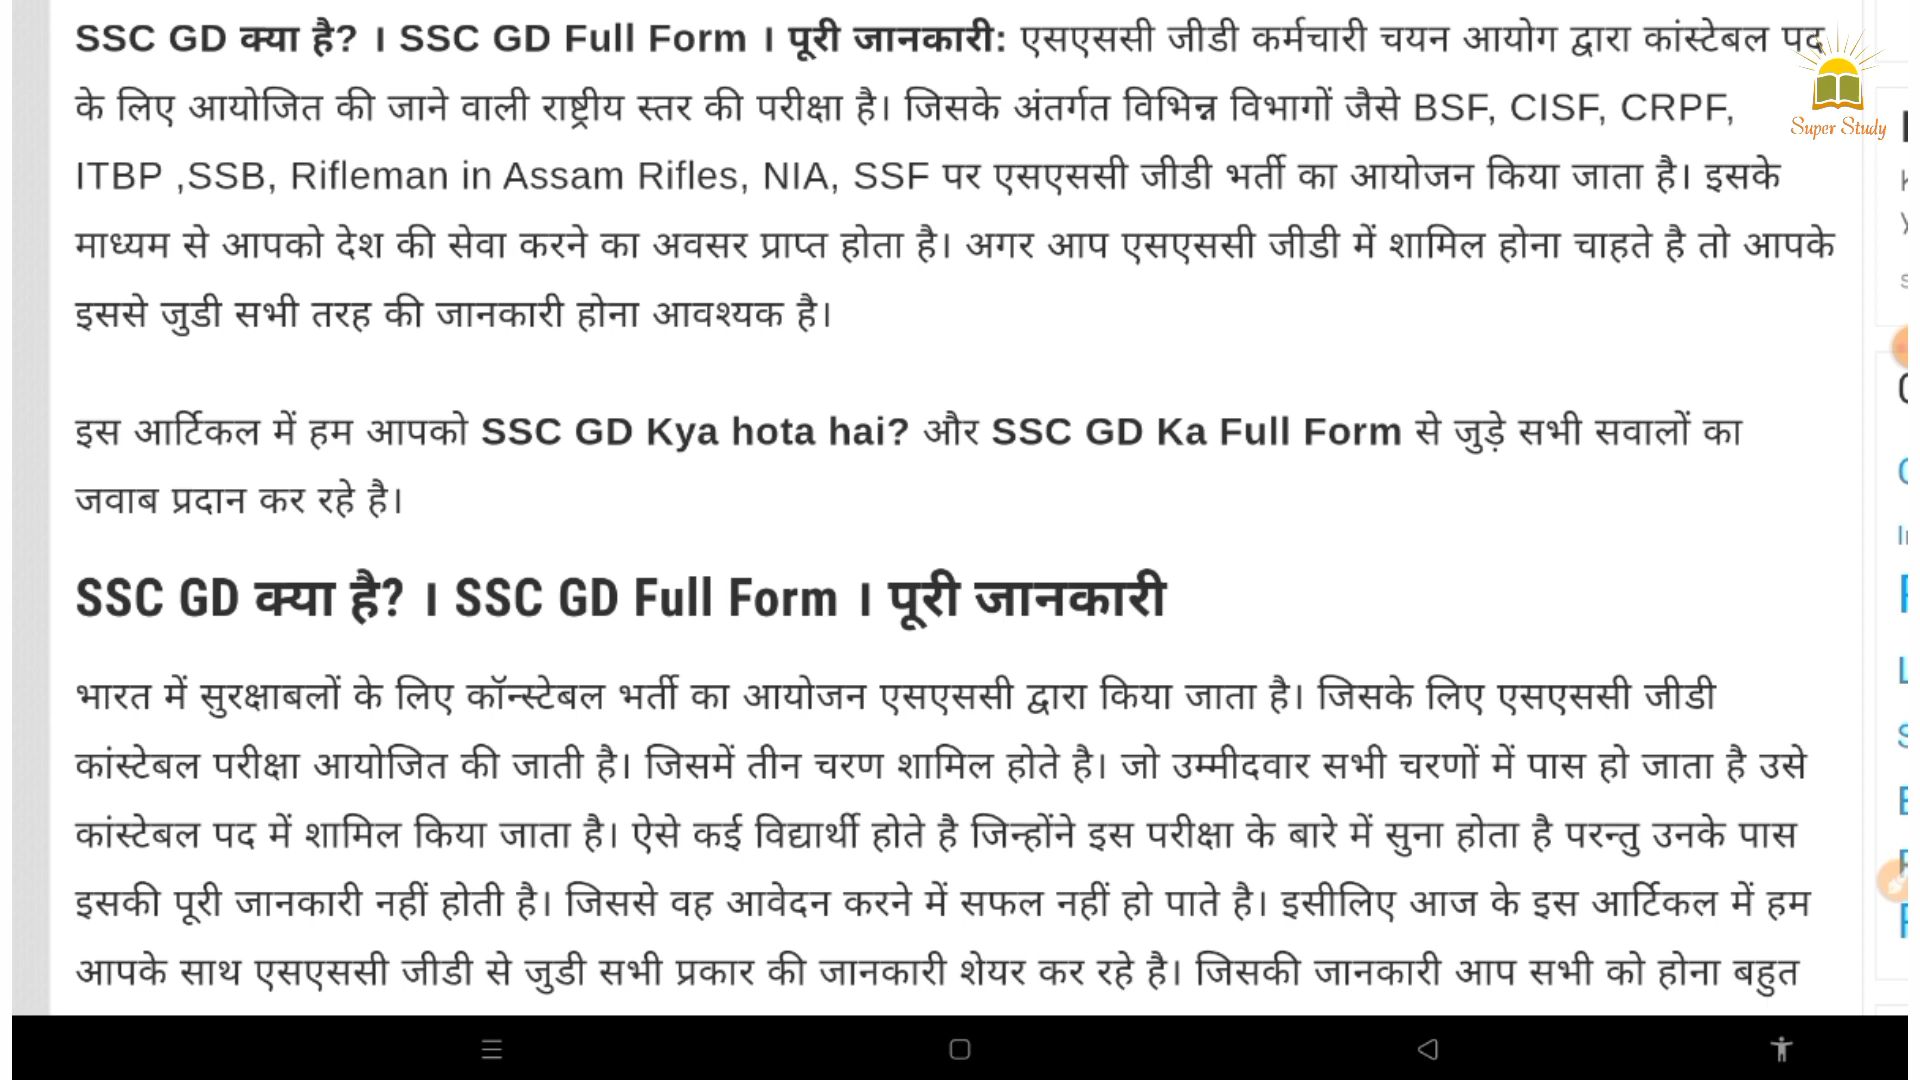 SSC GD क्या है? । SSC GD Full Form । पूरी जानकारी: एसएससी जीडी कर्मचारी चयन आयोग द्वारा कांस्टेबल पद
के लिए आयोजित की जाने वाली राष्ट्रीय स्तर की परीक्षा है। जिसके अंतर्गत विभिन्न विभागों जैसे BSF, CISF, CRPF,
Super Study
ITBP ,SSB, Rifleman in Assam Rifles, NIA, SSF पर एसएससी जीडी भर्ती का आयोजन किया जाता है। इसके
माध्यम से आपको देश की सेवा करने का अवसर प्राप्त होता है। अगर आप एसएससी जीडी में शामिल होना चाहते है तो आपके
इससे जुडी सभी तरह की जानकारी होना आवश्यक है।
इस आर्टिकल में हम आपको SSC GD Kya hota hai? और SSC GD Ka Full Form से जुड़े सभी सवालों का
जवाब प्रदान कर रहे है।
SSC GD क्या है? । SSC GD Full Form । पूरी जानकारी
भारत में सुरक्षाबलों के लिए कॉन्स्टेबल भर्ती का आयोजन एसएससी द्वारा किया जाता है। जिसके लिए एसएससी जीडी
कांस्टेबल परीक्षा आयोजित की जाती है। जिसमें तीन चरण शामिल होते है। जो उम्मीदवार सभी चरणों में पास हो जाता है उसे
कांस्टेबल पद में शामिल किया जाता है। ऐसे कई विद्यार्थी होते है जिन्होंने इस परीक्षा के बारे में सुना होता है परन्तु उनके पास
इसकी पूरी जानकारी नहीं होती है। जिससे वह आवेदन करने में सफल नहीं हो पाते है। इसीलिए आज के इस आर्टिकल में हम
आपके साथ एसएससी जीडी से जुडी सभी प्रकार की जानकारी शेयर कर रहे है। जिसकी जानकारी आप सभी को होना बहुत